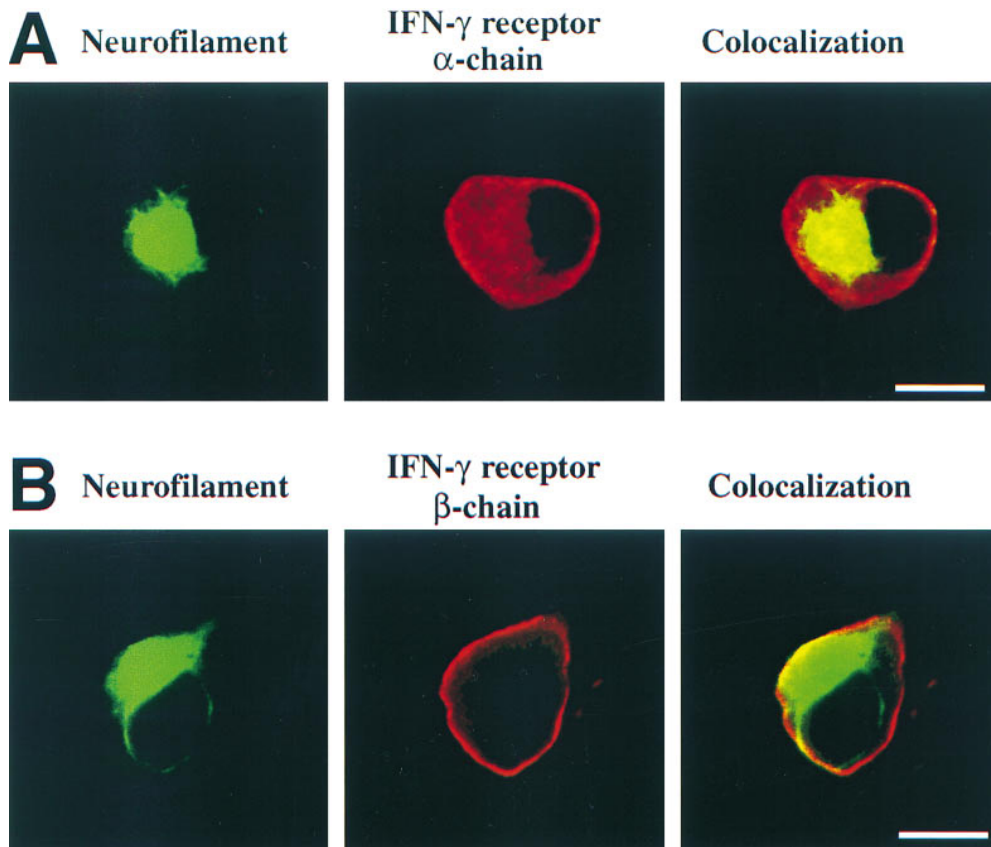 A Neurofilament IFN-γ receptor α-chain Colocalization
B Neurofilament IFN-γ receptor β-chain Colocalization